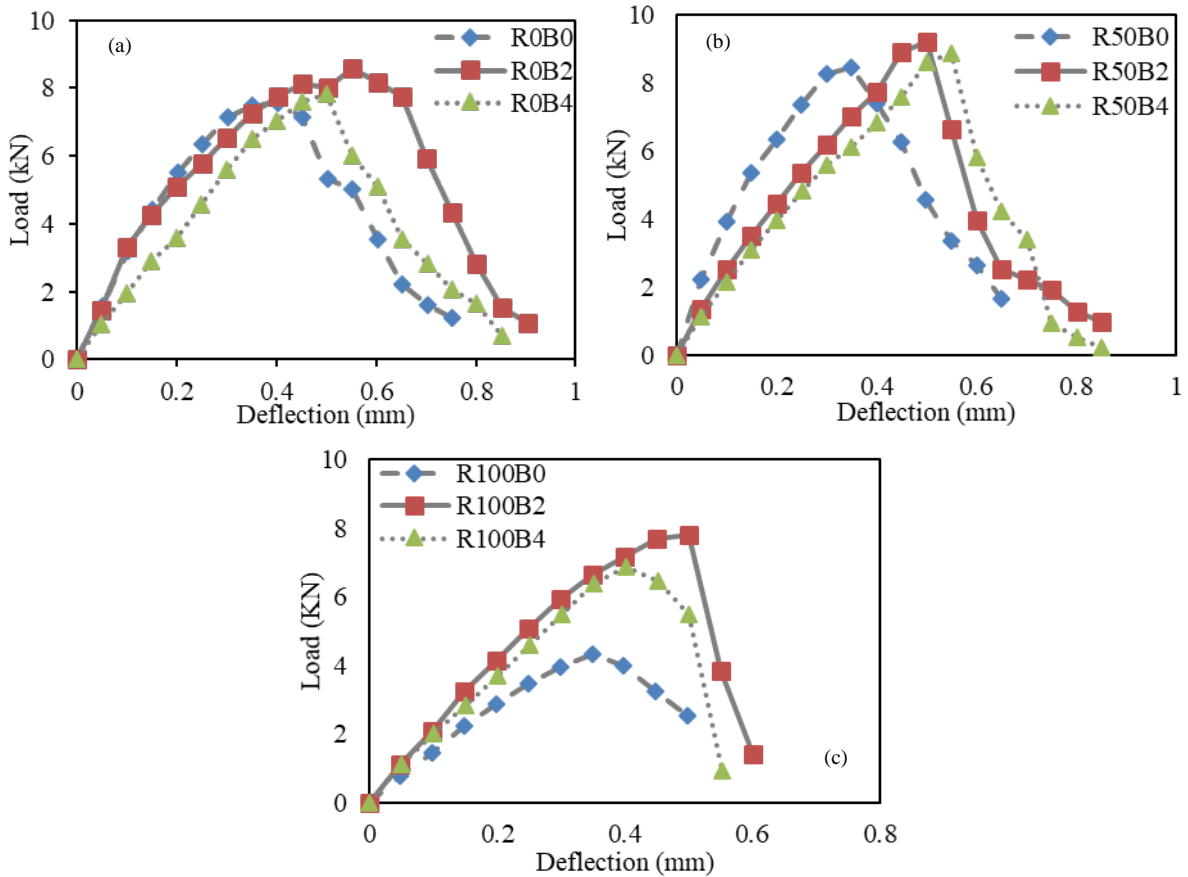 (a)
R0B0
R0B2
R0B4
10
8
6
4
2
0
Load (kN)
0 0.2 0.4 0.6 0.8 1
Deflection (mm)
(b)
R50B0
R50B2
R50B4
10
8
6
4
2
0
Load (kN)
0 0.2 0.4 0.6 0.8 1
Deflection (mm)
R100B0
R100B2
R100B4
10
8
6
4
2
0
Load (KN)
(c)
0 0.2 0.4 0.6 0.8
Deflection (mm)